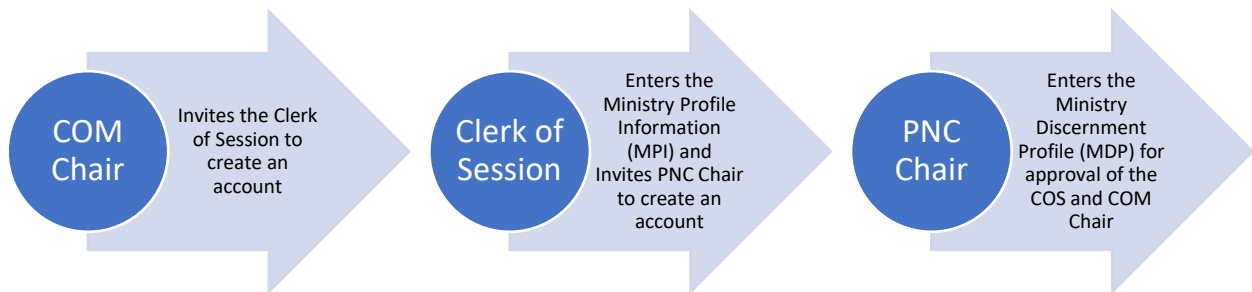 COM
Chair
Invites the Clerk
of Session to
create an
account
Clerk of
Session
Enters the
Ministry Profile
Information
(MPI) and
Invites PNC Chair
to create an
account
PNC
Chair
Enters the
Ministry
Discernment
Profile (MDP) for
approval of the
COS and COM
Chair